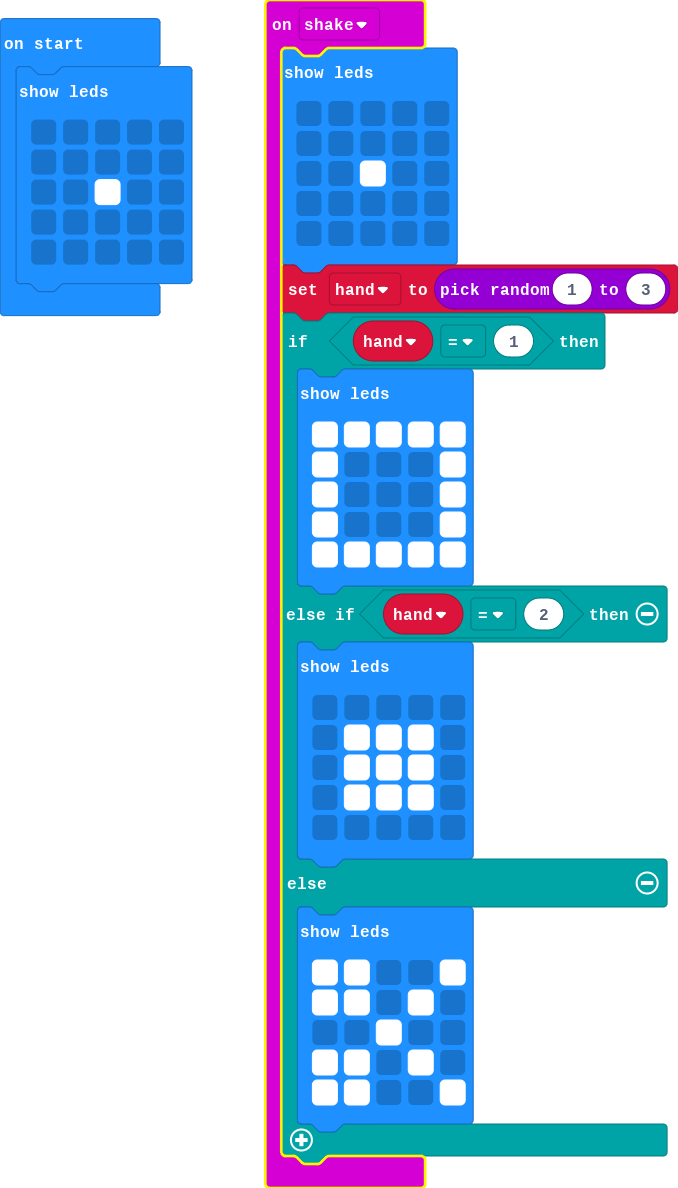 on start
show leds
on shake
show leds
set hand to pick random 1 to 3
if hand = 1 then
show leds
else if hand = 2 then
show leds
else
show leds